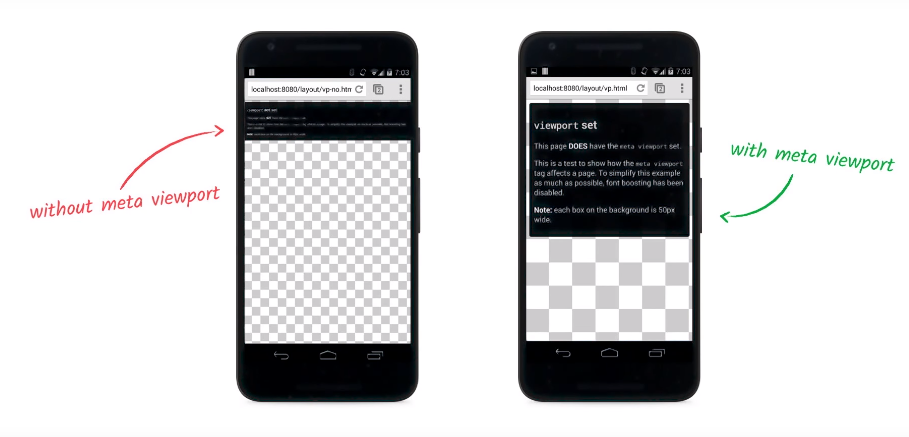 7:03
localhost:8080/layout/vp-no.htm
2
viewport not set
without meta viewport
7:03
localhost:8080/layout/vp.html
2
viewport set
This page DOES have the meta viewport set.
This is a test to show how the meta viewport
tag affects a page. To simplify this example
as much as possible, font boosting has been
disabled.
Note: each box on the background is 50px
wide.
with meta viewport